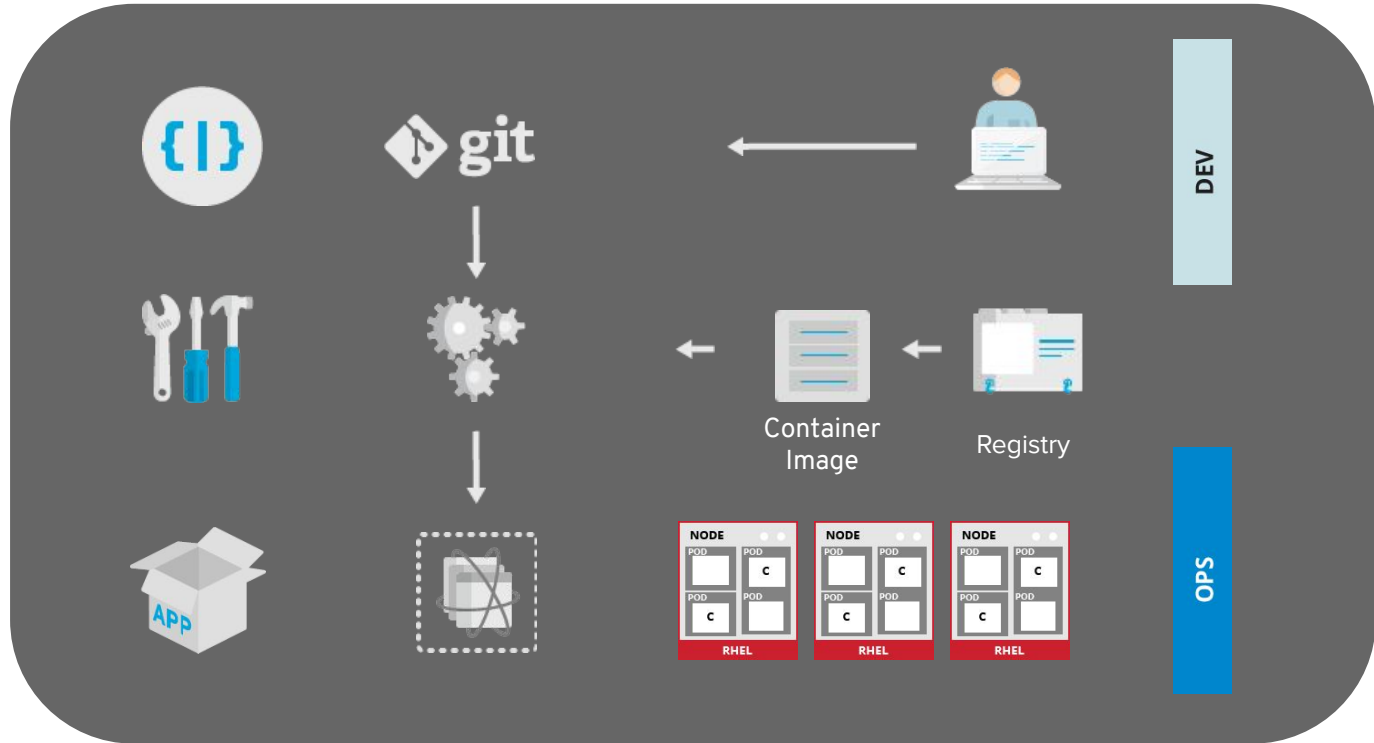 {|}
git
DEV
Container
Image
Registry
NODE
POD
POD
C
POD
POD
C
RHEL
NODE
POD
POD
C
POD
POD
C
RHEL
NODE
POD
POD
C
POD
POD
C
RHEL
APP
OPS